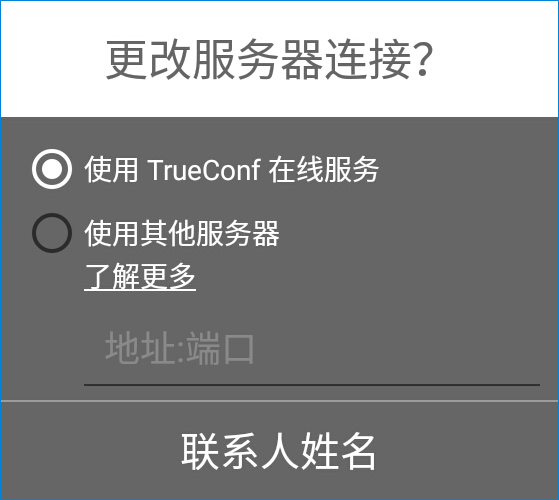 更改服务器连接？
使用 TrueConf 在线服务
使用其他服务器
了解更多
地址:端口
联系人姓名